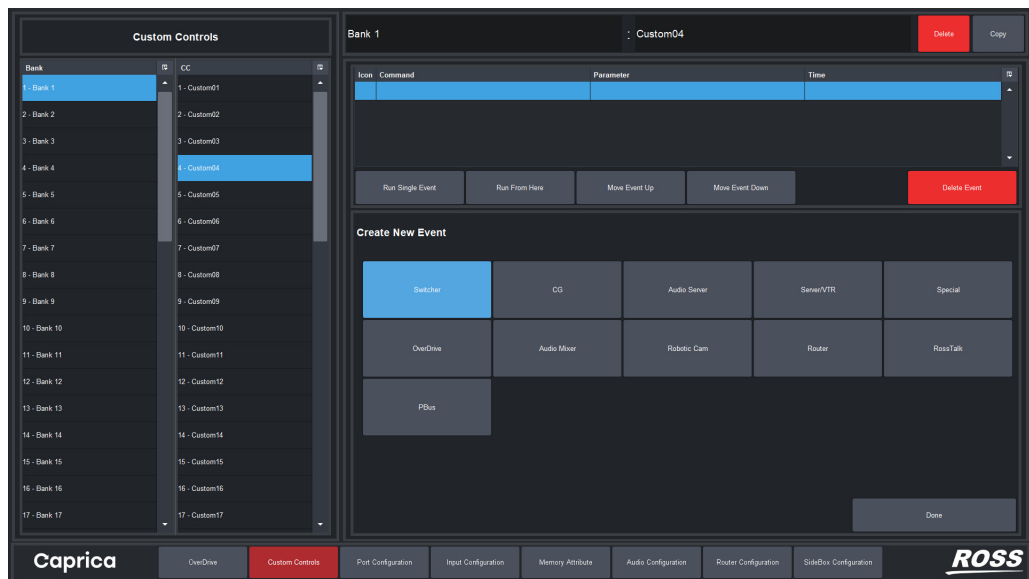 Custom Controls
Bank 1 : Custom04 Delete Copy
Bank CC
1 - Bank 1 1 - Custom01
2 - Bank 2 2 - Custom02
3 - Bank 3 3 - Custom03
4 - Bank 4 4 - Custom04
5 - Bank 5 5 - Custom05
6 - Bank 6 6 - Custom06
7 - Bank 7 7 - Custom07
8 - Bank 8 8 - Custom08
9 - Bank 9 9 - Custom09
10 - Bank 10 10 - Custom10
11 - Bank 11 11 - Custom11
12 - Bank 12 12 - Custom12
13 - Bank 13 13 - Custom13
14 - Bank 14 14 - Custom14
15 - Bank 15 15 - Custom15
16 - Bank 16 16 - Custom16
17 - Bank 17 17 - Custom17
Icon Command Parameter Time
Run Single Event Run From Here Move Event Up Move Event Down Delete Event
Create New Event
Switcher CG Audio Server Server/VTR Special
OverDrive Audio Mixer Robotic Cam Router RossTalk
PBus
Done
Caprica OverDrive Custom Controls Port Configuration Input Configuration Memory Attribute Audio Configuration Router Configuration SideBox Configuration ROSS